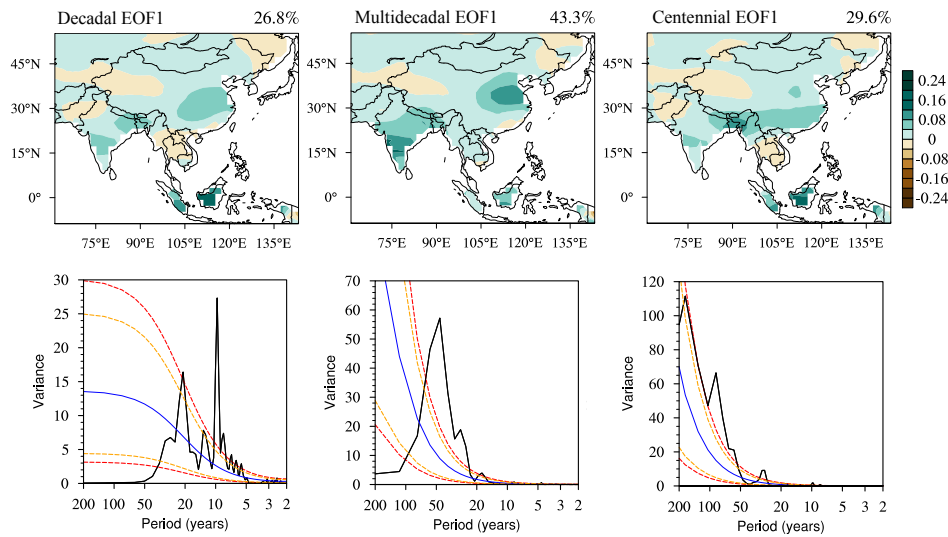 Decadal EOF1 26.8%
Multidecadal EOF1 43.3%
Centennial EOF1 29.6%
45°N
30°N
15°N
0°
75°E 90°E 105°E 120°E 135°E
45°N
30°N
15°N
0°
75°E 90°E 105°E 120°E 135°E
45°N
30°N
15°N
0°
75°E 90°E 105°E 120°E 135°E
0.24
0.16
0.08
0
-0.08
-0.16
-0.24
Variance
30
25
20
15
10
5
0
200 100 50 20 10 5 3 2
Period (years)
Variance
70
60
50
40
30
20
10
0
200 100 50 20 10 5 3 2
Period (years)
Variance
120
100
80
60
40
20
0
200 100 50 20 10 5 3 2
Period (years)